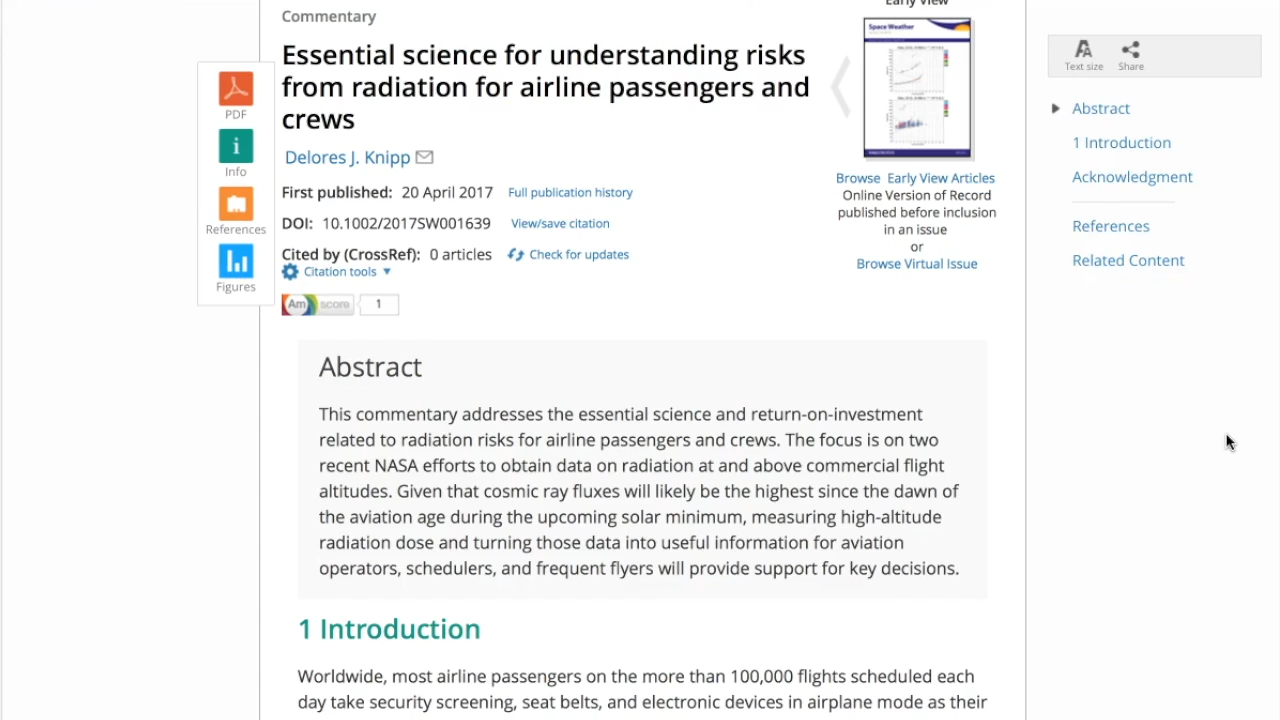 Commentary
Early View
Essential science for understanding risks
from radiation for airline passengers and
crews
Delores J. Knipp
First published: 20 April 2017 Full publication history
DOI: 10.1002/2017SW001639 View/save citation
Cited by (CrossRef): 0 articles Check for updates
Citation tools
Am score 1
Space Weather
Browse Early View Articles
Online Version of Record
published before inclusion
in an issue
or
Browse Virtual Issue
PDF
Info
References
Figures
Text size Share
Abstract
1 Introduction
Acknowledgment
References
Related Content
Abstract
This commentary addresses the essential science and return-on-investment
related to radiation risks for airline passengers and crews. The focus is on two
recent NASA efforts to obtain data on radiation at and above commercial flight
altitudes. Given that cosmic ray fluxes will likely be the highest since the dawn of
the aviation age during the upcoming solar minimum, measuring high-altitude
radiation dose and turning those data into useful information for aviation
operators, schedulers, and frequent flyers will provide support for key decisions.
1 Introduction
Worldwide, most airline passengers on the more than 100,000 flights scheduled each
day take security screening, seat belts, and electronic devices in airplane mode as their